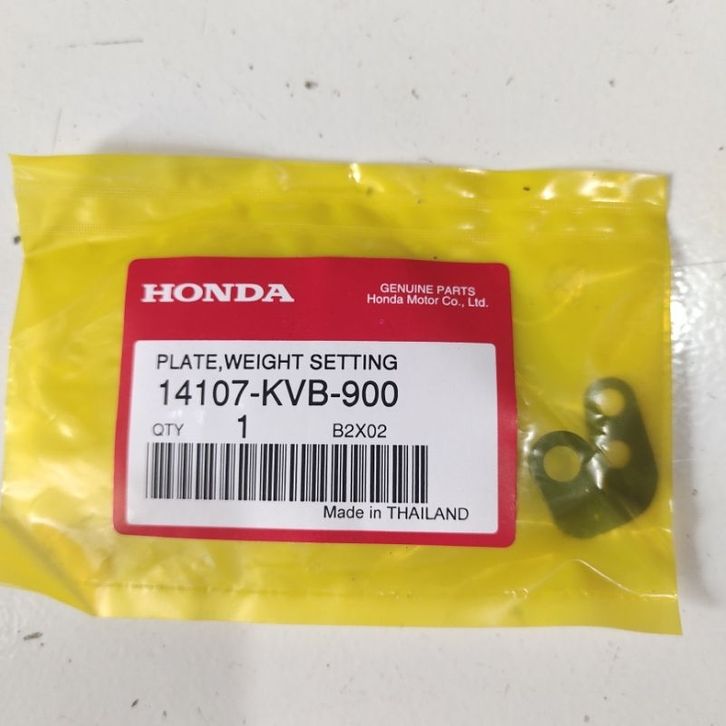 HONDA
GENUINE PARTS
Honda Motor Co., Ltd.
PLATE,WEIGHT SETTING
14107-KVB-900
QTY 1 B2X02
Made in THAILAND